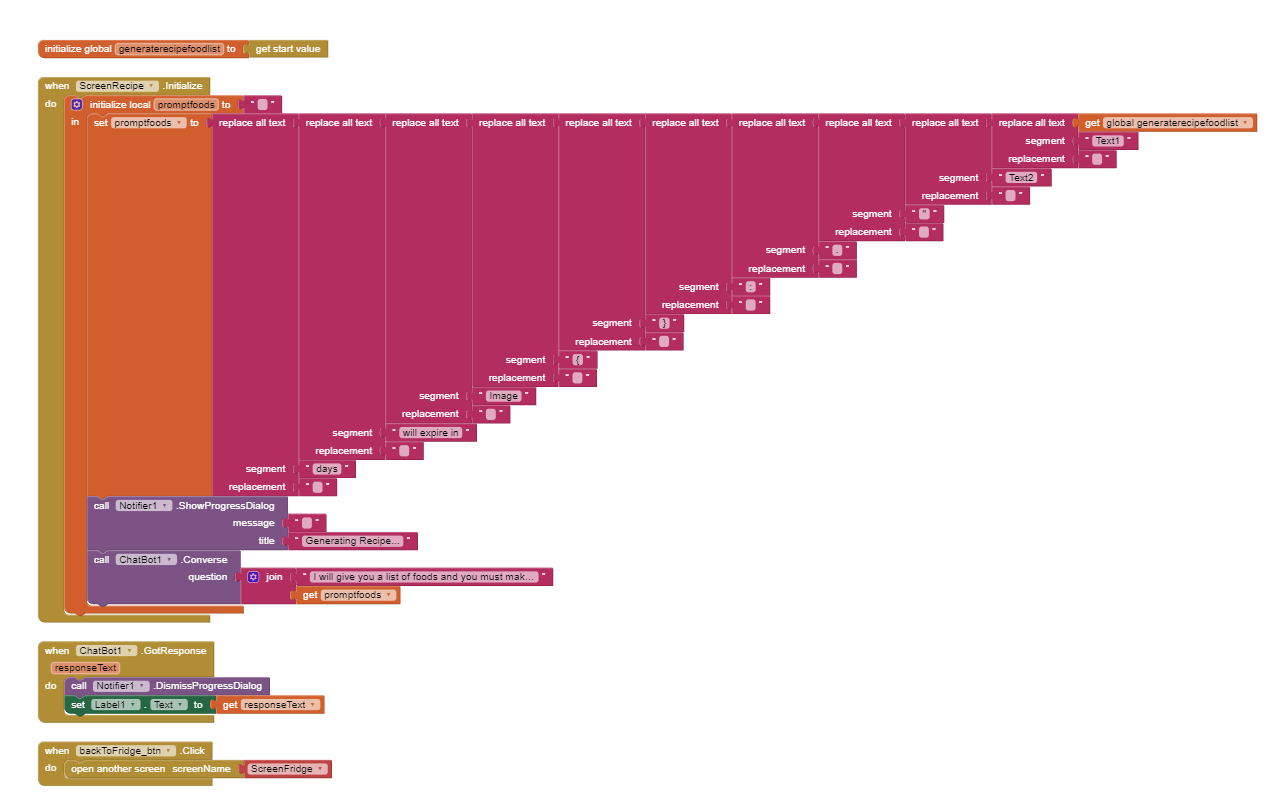 initialize global generaterecipefoodlist to get start value
when ScreenRecipe .Initialize
do initialize local promptfoods to " "
in set promptfoods to replace all text replace all text replace all text replace all text replace all text replace all text replace all text replace all text replace all text replace all text get global generaterecipefoodlist
segment " Text1 "
replacement " "
segment " Text2 "
replacement " "
segment " " "
replacement " "
segment " . "
replacement " "
segment " : "
replacement " "
segment " } "
replacement " "
segment " { "
replacement " "
segment " Image "
replacement " "
segment " will expire in "
replacement " "
segment " days "
replacement " "
call Notifier1 .ShowProgressDialog
message " "
title " Generating Recipe... "
call ChatBot1 .Converse
question join " I will give you a list of foods and you must mak... "
get promptfoods
when ChatBot1 .GotResponse
responseText
do call Notifier1 .DismissProgressDialog
set Label1 . Text to get responseText
when backToFridge_btn .Click
do open another screen screenName ScreenFridge